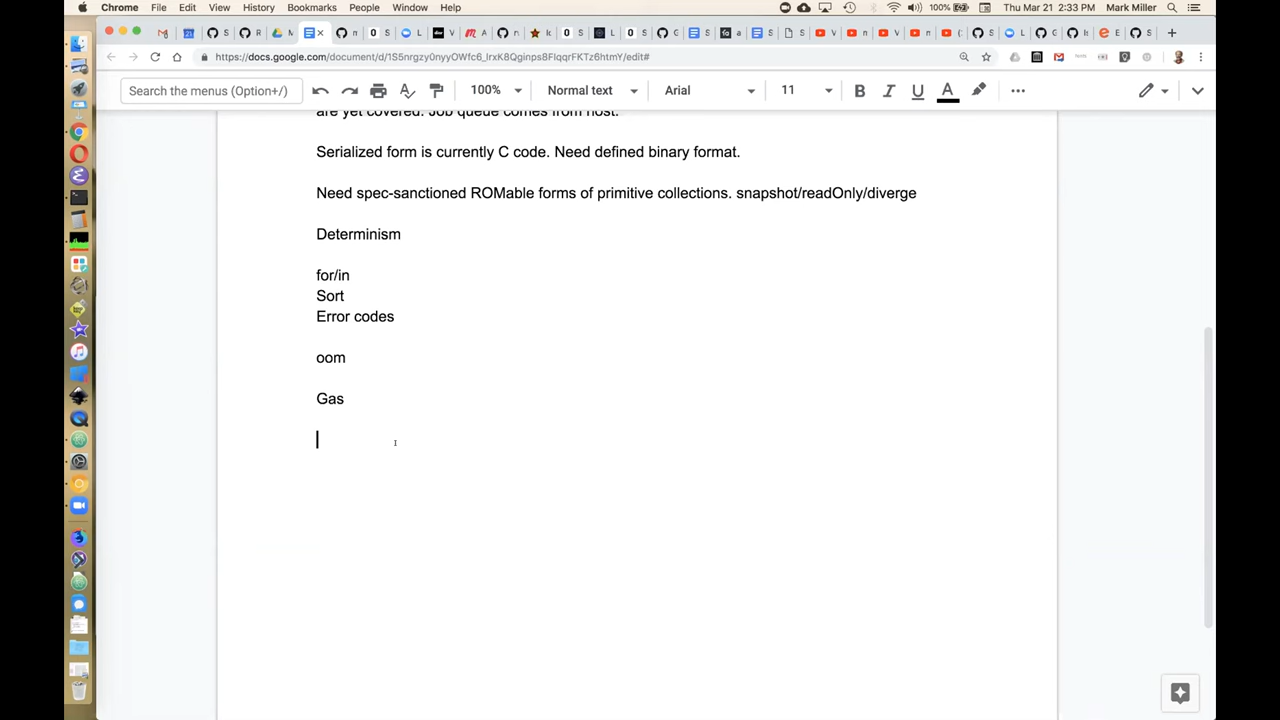 Chrome File Edit View History Bookmarks People Window Help 100% Thu Mar 21 2:33 PM Mark Miller
https://docs.google.com/document/d/1S5nrgzy0nyyOWfc6_lrxK8Qginps8FlqqrFKTz6htmY/edit#
Search the menus (Option+/) 100% Normal text Arial 11
are yet covered. Job queue comes from host.
Serialized form is currently C code. Need defined binary format.
Need spec-sanctioned ROMable forms of primitive collections. snapshot/readOnly/diverge
Determinism
for/in
Sort
Error codes
oom
Gas